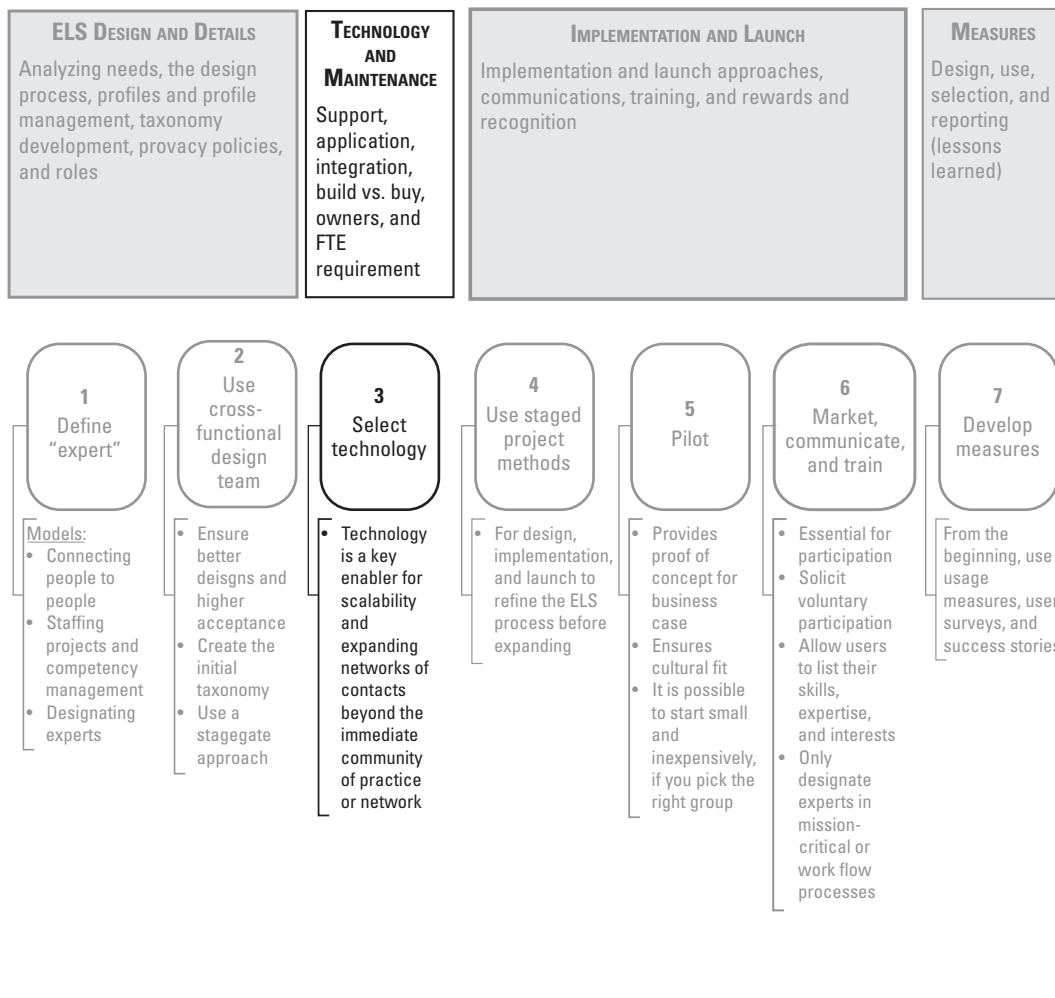 ELS DESIGN AND DETAILS
Analyzing needs, the design
process, profiles and profile
management, taxonomy
development, provacy policies,
and roles
TECHNOLOGY
AND
MAINTENANCE
Support,
application,
integration,
build vs. buy,
owners, and
FTE
requirement
IMPLEMENTATION AND LAUNCH
Implementation and launch approaches,
communications, training, and rewards and
recognition
MEASURES
Design, use,
selection, and
reporting
(lessons
learned)
1
Define
“expert”
Models:
• Connecting
people to
people
• Staffing
projects and
competency
management
• Designating
experts
2
Use
cross-
functional
design
team
• Ensure
better
deisgns and
higher
acceptance
• Create the
initial
taxonomy
• Use a
stagegate
approach
3
Select
technology
• Technology
is a key
enabler for
scalability
and
expanding
networks of
contacts
beyond the
immediate
community
of practice
or network
4
Use staged
project
methods
• For design,
implementation,
and launch to
refine the ELS
process before
expanding
5
Pilot
• Provides
proof of
concept for
business
case
• Ensures
cultural fit
• It is possible
to start small
and
inexpensively,
if you pick the
right group
6
Market,
communicate,
and train
• Essential for
participation
• Solicit
voluntary
participation
• Allow users
to list their
skills,
expertise,
and interests
• Only
designate
experts in
mission-
critical or
work flow
processes
7
Develop
measures
From the
beginning, use
usage
measures, user
surveys, and
success stories